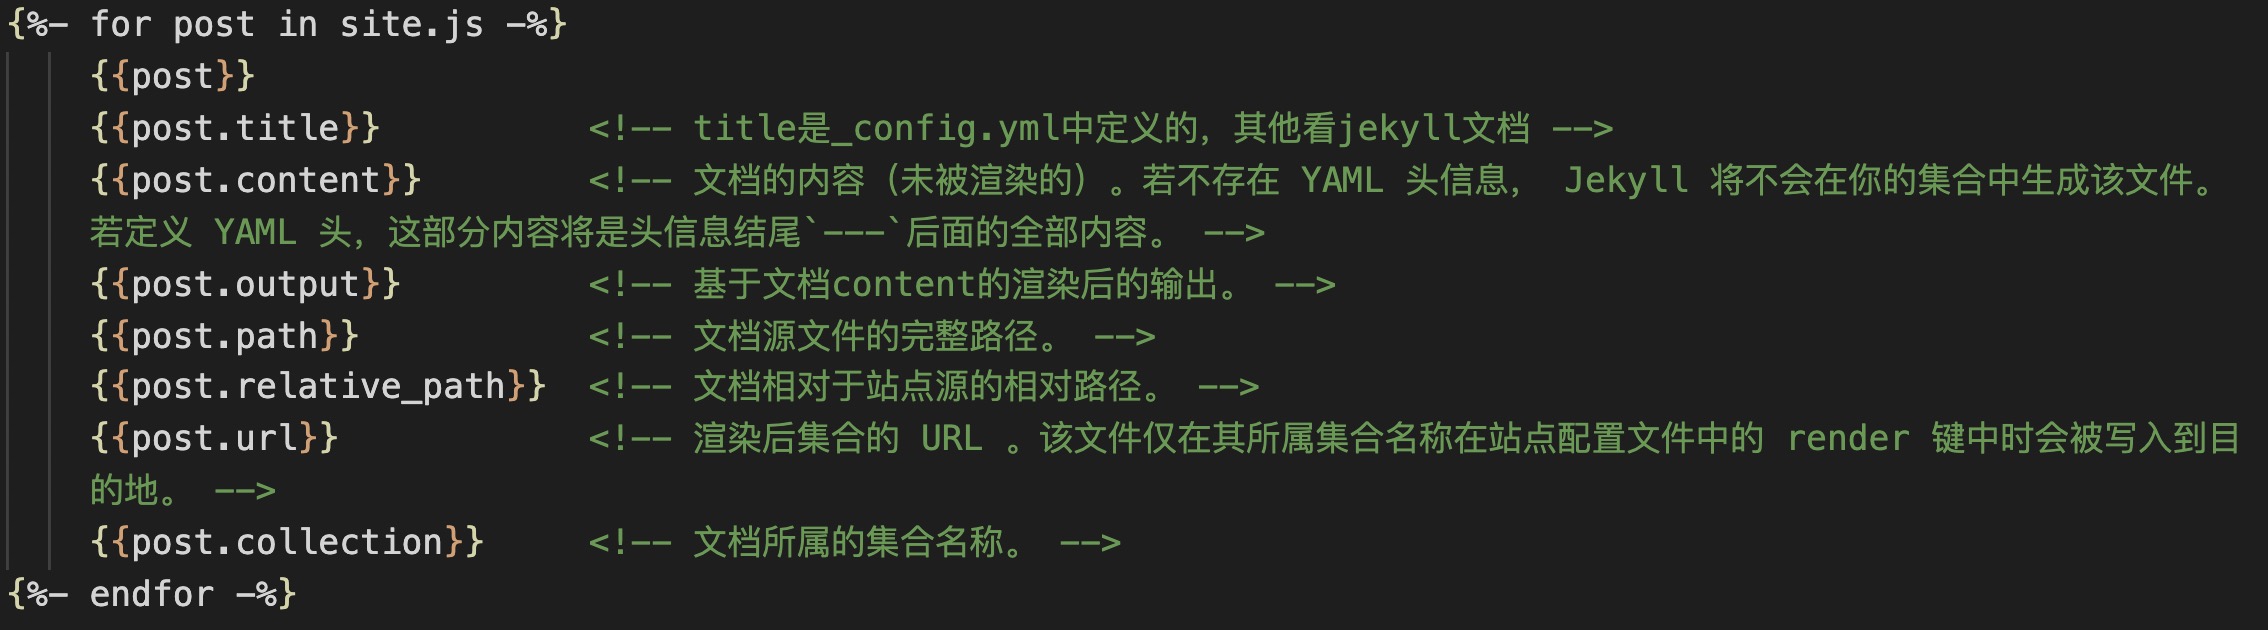 {%- for post in site.js -%}
{{post}}
{{post.title}} <!-- title是_config.yml中定义的，其他看jekyll文档 -->
{{post.content}} <!-- 文档的内容（未被渲染的）。若不存在 YAML 头信息， Jekyll 将不会在你的集合中生成该文件。
若定义 YAML 头，这部分内容将是头信息结尾`---`后面的全部内容。 -->
{{post.output}} <!-- 基于文档content的渲染后的输出。 -->
{{post.path}} <!-- 文档源文件的完整路径。 -->
{{post.relative_path}} <!-- 文档相对于站点源的相对路径。 -->
{{post.url}} <!-- 渲染后集合的 URL 。该文件仅在其所属集合名称在站点配置文件中的 render 键中时会被写入到目
的地。 -->
{{post.collection}} <!-- 文档所属的集合名称。 -->
{%- endfor -%}